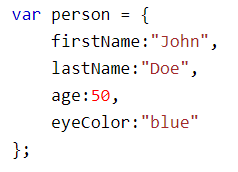 var person = {
    firstName:"John",
    lastName:"Doe",
    age:50,
    eyeColor:"blue"
};